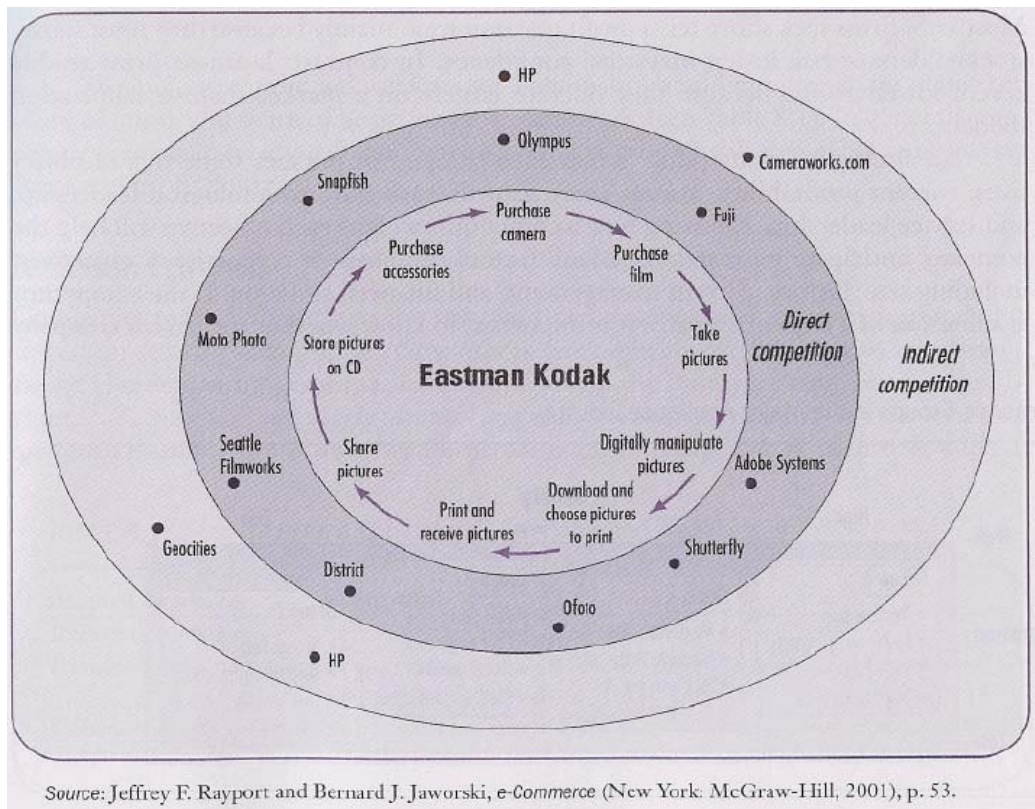 HP
Olympus
Cameraworks.com
Snapfish
Fuji
Purchase
camera
Purchase
accessories
Purchase
film
Moto Photo
Store pictures
on CD
Take
pictures
Direct
competition
Indirect
competition
Eastman Kodak
Seattle
Filmworks
Share
pictures
Digitally manipulate
pictures
Adobe Systems
Download and
choose pictures
to print
Print and
receive pictures
Geocities
Shutterfly
District
Ofoto
HP
Source: Jeffrey F. Rayport and Bernard J. Jaworski, e-Commerce (New York: McGraw-Hill, 2001), p. 53.